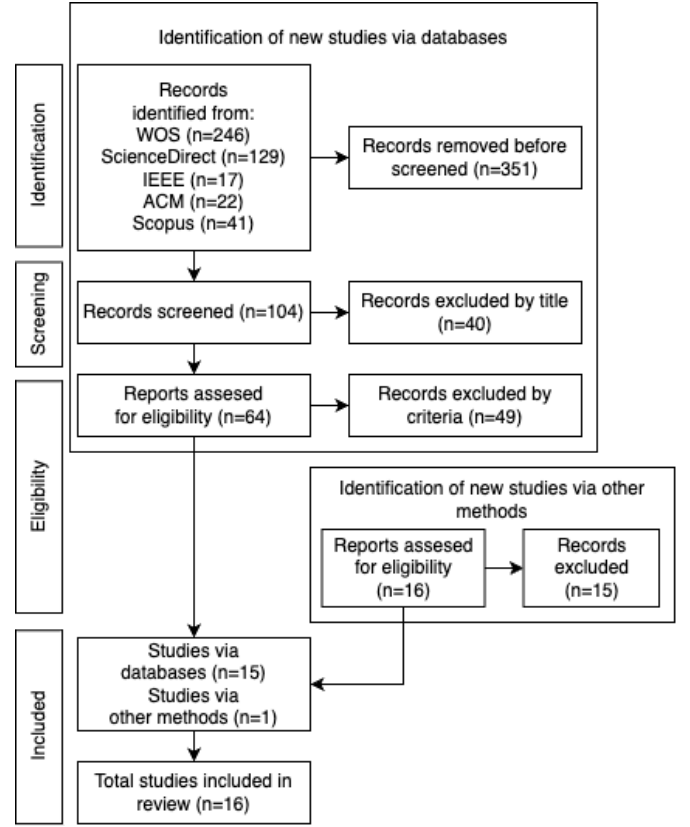 Identification of new studies via databases
Identification
Records
identified from:
WOS (n=246)
ScienceDirect (n=129)
IEEE (n=17)
ACM (n=22)
Scopus (n=41)
Records removed before
screened (n=351)
Screening
Records screened (n=104)
Records excluded by title
(n=40)
Eligibility
Reports assesed
for eligibility (n=64)
Records excluded by
criteria (n=49)
Identification of new studies via other
methods
Reports assesed
for eligibility
(n=16)
Records
excluded
(n=15)
Included
Studies via
databases (n=15)
Studies via
other methods (n=1)
Total studies included in
review (n=16)